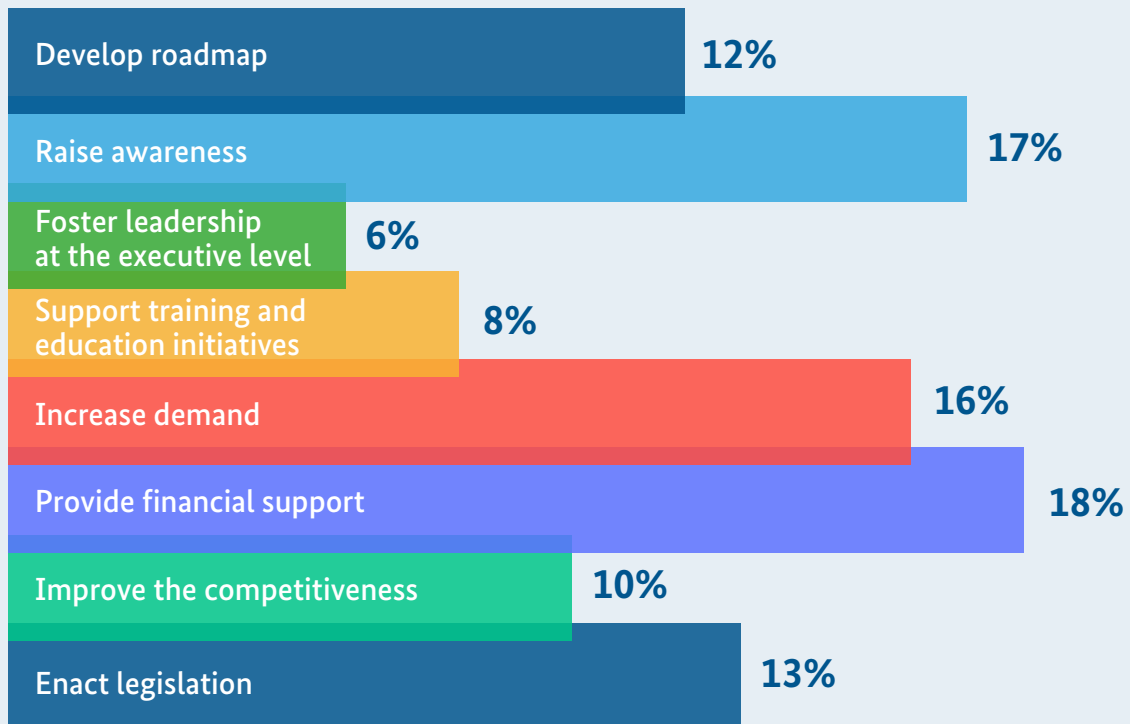 Develop roadmap
12%
Raise awareness
17%
Foster leadership
at the executive level
6%
Support training and
education initiatives
8%
Increase demand
16%
Provide financial support
18%
Improve the competitiveness
10%
Enact legislation
13%